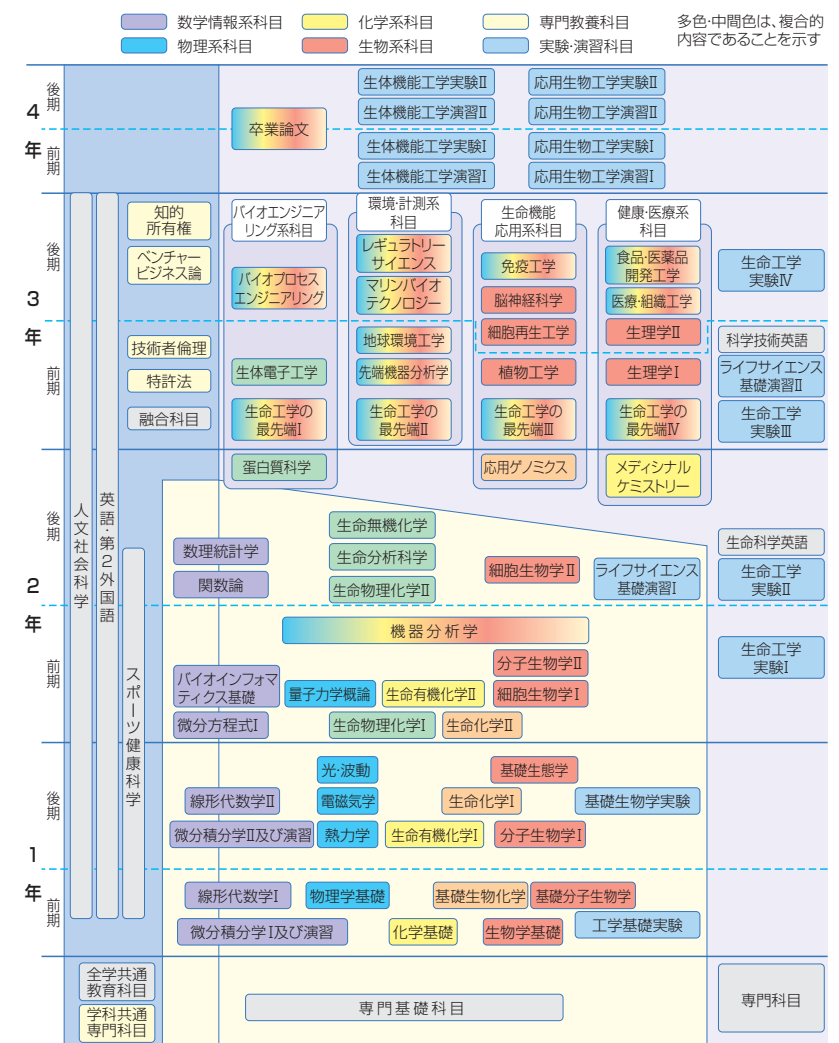 数学情報系科目
化学系科目
専門教養科目
物理系科目
生物系科目
実験・演習科目
多色・中間色は、複合的
内容であることを示す
4
年
後期
前期
卒業論文
生体機能工学実験Ⅱ
応用生物工学実験Ⅱ
生体機能工学演習Ⅱ
応用生物工学演習Ⅱ
生体機能工学実験Ⅰ
応用生物工学実験Ⅰ
生体機能工学演習Ⅰ
応用生物工学演習Ⅰ
3
年
後期
前期
人文社会科学
英語・第2外国語
スポーツ健康科学
知的
所有権
ベンチャー
ビジネス論
技術者倫理
特許法
融合科目
バイオエンジニア
リング系科目
バイオプロセス
エンジニアリング
生体電子工学
生命工学の
最先端Ⅰ
蛋白質科学
環境・計測系
科目
レギュラトリー
サイエンス
マリンバイオ
テクノロジー
地球環境工学
先端機器分析学
生命工学の
最先端Ⅱ
生命機能
応用系科目
免疫工学
脳神経科学
細胞再生工学
植物工学
生命工学の
最先端Ⅲ
応用ゲノミクス
健康・医療系
科目
食品・医薬品
開発工学
医療・組織工学
生理学Ⅱ
生理学Ⅰ
生命工学の
最先端Ⅳ
メディシナル
ケミストリー
生命工学
実験Ⅳ
科学技術英語
ライフサイエンス
基礎演習Ⅱ
生命工学
実験Ⅲ
2
年
後期
前期
数理統計学
関数論
生命無機化学
生命分析科学
生命物理化学Ⅱ
細胞生物学Ⅱ
ライフサイエンス
基礎演習Ⅰ
生命科学英語
生命工学
実験Ⅱ
機器分析学
分子生物学Ⅱ
生命工学
実験Ⅰ
バイオインフォマ
ティクス基礎
量子力学概論
生命有機化学Ⅱ
細胞生物学Ⅰ
微分方程式Ⅰ
生命物理化学Ⅰ
生命化学Ⅱ
1
年
後期
前期
光・波動
基礎生態学
線形代数学Ⅱ
電磁気学
生命化学Ⅰ
基礎生物学実験
微分積分学Ⅱ及び演習
熱力学
生命有機化学Ⅰ
分子生物学Ⅰ
線形代数学Ⅰ
物理学基礎
基礎生物化学
基礎分子生物学
微分積分学Ⅰ及び演習
化学基礎
生物学基礎
工学基礎実験
全学共通
教育科目
学科共通
専門科目
専門基礎科目
専門科目